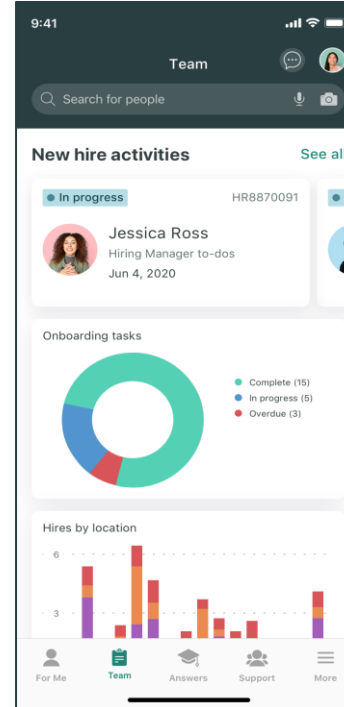 9:41
Team
Search for people
New hire activities
See all
In progress
HR8870091
Jessica Ross
Hiring Manager to-dos
Jun 4, 2020
Onboarding tasks
Complete (15)
In progress (5)
Overdue (3)
Hires by location
6
3
For Me
Team
Answers
Support
More